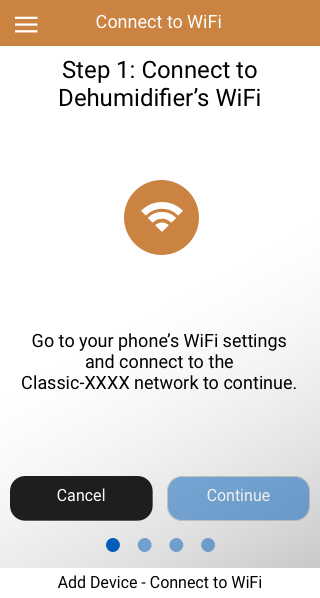 Connect to WiFi
Step 1: Connect to
Dehumidifier’s WiFi
Go to your phone’s WiFi settings
and connect to the
Classic-XXXX network to continue.
Cancel
Continue
Add Device - Connect to WiFi